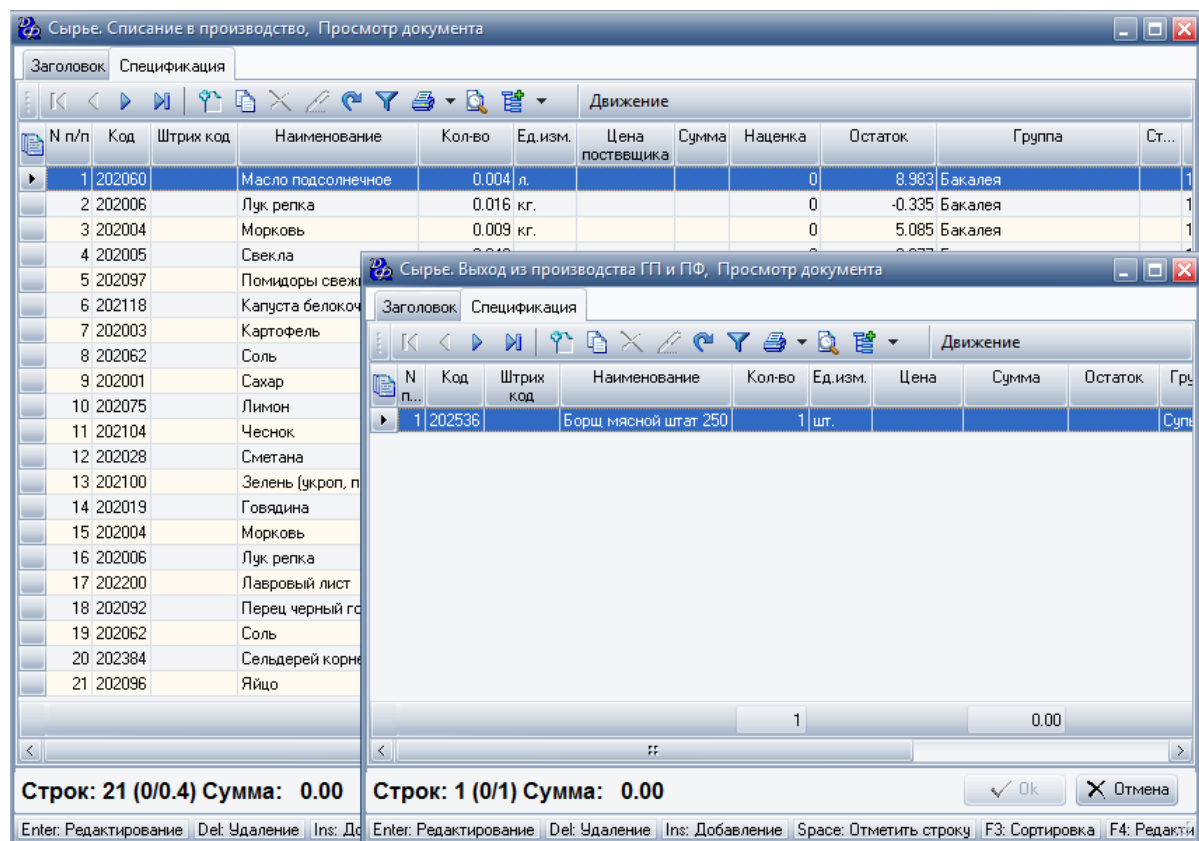 Сырье. Списание в производство, Просмотр документа
Заголовок Спецификация
Движение
N п/п Код Штрих код Наименование Кол-во Ед.изм. Цена поствщика Сумма Наценка Остаток Группа Ст...
1 202060 Масло подсолнечное 0.004 л. 0 8.983 Бакалея 1
2 202006 Лук репка 0.016 кг. 0 -0.335 Бакалея 1
3 202004 Морковь 0.009 кг. 0 5.085 Бакалея 1
4 202005 Свекла
5 202097 Помидоры
6 202118 Капуста
7 202003 Картофель
8 202062 Соль
9 202001 Сахар
10 202075 Лимон
11 202104 Чеснок
12 202028 Сметана
13 202100 Зелень (укроп, п
14 202019 Говядина
15 202004 Морковь
16 202006 Лук репка
17 202200 Лавровый лист
18 202092 Перец черный го
19 202062 Соль
20 202384 Сельдерей корне
21 202096 Яйцо
Строк: 21 (0/0.4) Сумма: 0.00
Enter: Редактирование Del: Удаление Ins: До
Сырье. Выход из производства ГП и ПФ, Просмотр документа
Заголовок Спецификация
Движение
N п... Код Штрих код Наименование Кол-во Ед.изм. Цена Сумма Остаток Гру
1 202536 Борщ мясной штат 250 1 шт. Супы
1 0.00
Строк: 1 (0/1) Сумма: 0.00
Ok Отмена
Enter: Редактирование Del: Удаление Ins: Добавление Space: Отметить строку F3: Сортировка F4: Редакти